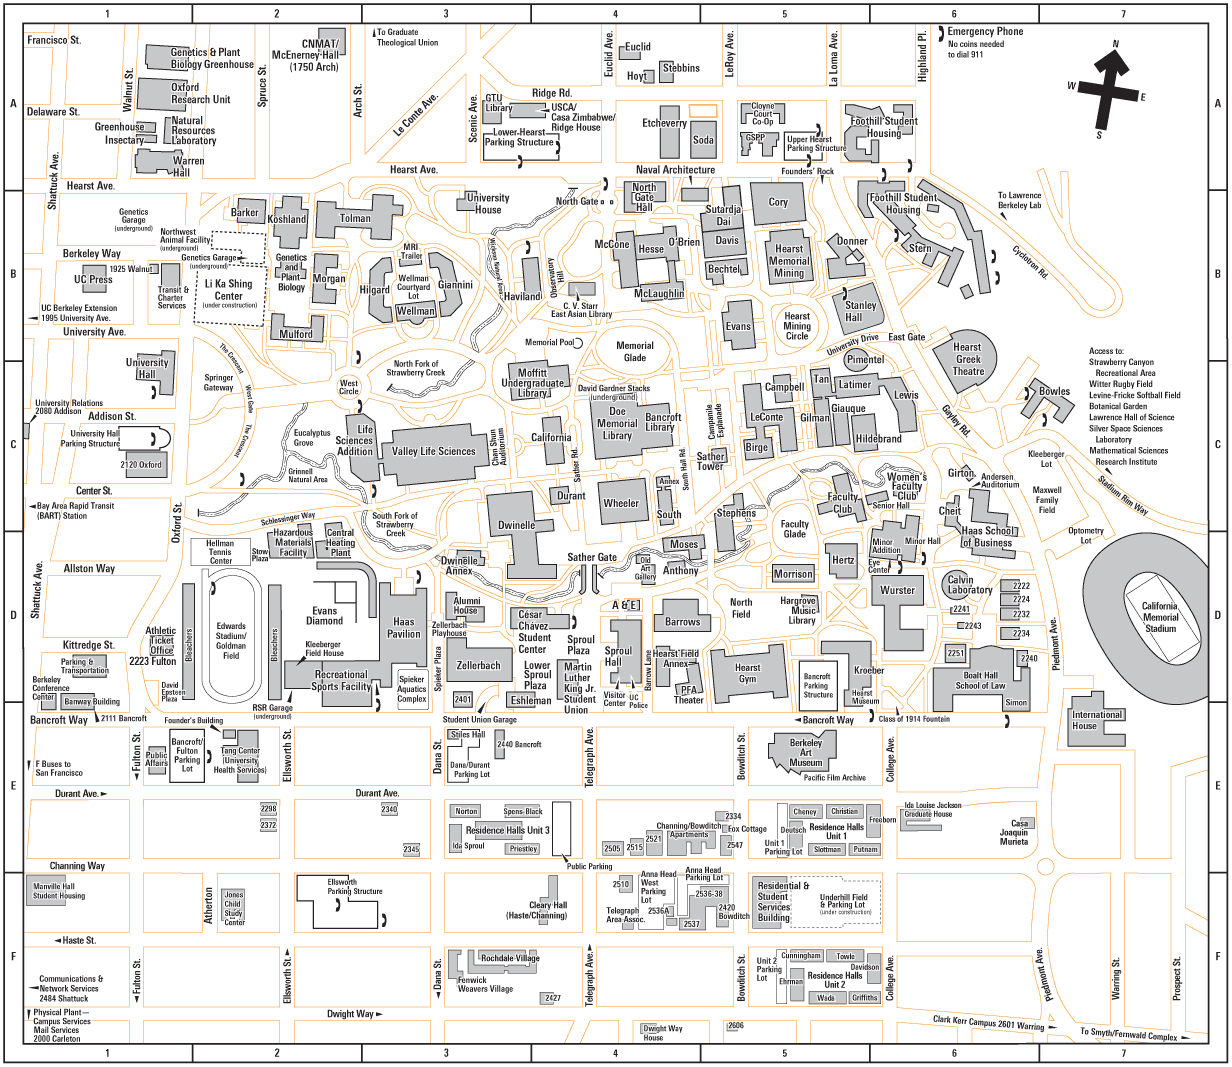 1 2 3 4 5 6 7
A
B
C
D
E
F
Francisco St.
Walnut St.
Genetics & Plant
Biology Greenhouse
Oxford
Research Unit
Delaware St.
Greenhouse
Insectary
Natural
Resources
Laboratory
Warren
Hall
Shattuck Ave.
Hearst Ave.
Spruce St.
CNMAT/
McEnerney Hall
(1750 Arch)
Arch St.
To Graduate
Theological Union
Le Conte Ave.
Scenic Ave.
GTU
Library
Ridge Rd.
USCA/
Casa Zimbabwe/
Ridge House
Lower-Hearst
Parking Structure
Hearst Ave.
Euclid Ave.
Euclid
Hoyt
Stebbins
LeRoy Ave.
La Loma Ave.
Highland Pl.
Emergency Phone
No coins needed
to dial 911
N
W
E
S
Etcheverry
Soda
Cloyne
Court
Co-Op
GSPP
Upper Hearst
Parking Structure
Foothill Student
Housing
Naval Architecture
Founders' Rock
Genetics
Garage
(underground)
Northwest
Animal Facility
(underground)
Berkeley Way
Genetics Garage
(underground)
1925 Walnut
UC Press
Transit &
Charter
Services
UC Berkeley Extension
1995 University Ave.
University Ave.
Li Ka Shing
Center
(under construction)
Barker
Koshland
Tolman
Genetics
and
Plant
Biology
Morgan
Mulford
Hilgard
MRI
Trailer
Wellman
Courtyard
Lot
Giannini
Wellman
University
House
North Gate
North
Gate
Hall
Wickson Natural Area
Haviland
Observatory
Hill
C. V. Starr
East Asian Library
McCone
Hesse
O'Brien
McLaughlin
Sutardja
Dai
Davis
Bechtel
Cory
Hearst
Memorial
Mining
Evans
Hearst
Mining
Circle
Donner
Stanley
Hall
Foothill Student
Housing
Stern
To Lawrence
Berkeley Lab
Cyclotron Rd.
University Drive
East Gate
Hearst
Greek
Theatre
Memorial Pool
Memorial
Glade
University
Hall
University Relations
2080 Addison
Addison St.
University Hall
Parking Structure
2120 Oxford
Center St.
Bay Area Rapid Transit
(BART) Station
Oxford St.
The Crescent
Springer
Gateway
West Gate
The Crescent
West
Circle
North Fork of
Strawberry Creek
Eucalyptus
Grove
Grinnell
Natural Area
Life
Sciences
Addition
Valley Life Sciences
Chan Shun
Auditorium
Moffitt
Undergraduate
Library
David Gardner Stacks
(underground)
Doe
Memorial
Library
Bancroft
Library
California
Sather Rd.
Durant
Wheeler
Annex
South
South Hall Rd.
Campanile
Esplanade
Sather
Tower
Campbell
LeConte
Birge
Tan
Gilman
Pimentel
Latimer
Giauque
Lewis
Hildebrand
Gayley Rd.
Bowles
Access to:
Strawberry Canyon
Recreational Area
Witter Rugby Field
Levine-Fricke Softball Field
Botanical Garden
Lawrence Hall of Science
Silver Space Sciences
Laboratory
Mathematical Sciences
Research Institute
Kleeberger
Lot
Stadium Rim Way
Maxwell
Family
Field
Optometry
Lot
Girton
Andersen
Auditorium
Cheit
Haas School
of Business
Women's
Faculty
Club
Senior Hall
Faculty
Club
Faculty
Glade
Stephens
Schlessinger Way
South Fork of
Strawberry
Creek
Dwinelle
Hellman
Tennis
Center
Stow
Plaza
Hazardous
Materials
Facility
Central
Heating
Plant
Allston Way
Shattuck Ave.
Kittredge St.
Athletic
Ticket
Office
2223 Fulton
Parking &
Transportation
Berkeley
Conference
Center
Banway Building
Bancroft Way
2111 Bancroft
David
Epstein
Plaza
Bleachers
Edwards
Stadium/
Goldman
Field
Bleachers
Evans
Diamond
Kleeberger
Field House
Recreational
Sports Facility
RSR Garage
(underground)
Haas
Pavilion
Spieker
Aquatics
Complex
Spieker Plaza
Dwinelle
Annex
Alumni
House
Zellerbach
Playhouse
Zellerbach
2401
Student Union Garage
César
Chávez
Student
Center
Lower
Sproul
Plaza
Eshleman
Sather Gate
Sproul
Plaza
Martin
Luther
King Jr.
Student
Union
A & E
Sproul
Hall
Visitor
Center
UC
Police
Barrow Lane
Old
Art
Gallery
Moses
Anthony
Barrows
Hearst Field
Annex
PFA
Theater
North
Field
Hearst
Gym
Morrison
Hargrove
Music
Library
Hertz
Bancroft
Parking
Structure
Kroeber
Hearst
Museum
Minor
Addition
Minor Hall
Eye
Center
Wurster
Calvin
Laboratory
2222
2224
2232
2234
2241
2243
2251
2240
Boalt Hall
School of Law
Simon
Piedmont Ave.
California
Memorial
Stadium
International
House
Bancroft Way
Class of 1914 Fountain
Founder's Building
F Buses to
San Francisco
Fulton St.
Public
Affairs
Bancroft/
Fulton
Parking
Lot
Tang Center
(University
Health Services)
Ellsworth St.
Dana St.
Stiles Hall
2440 Bancroft
Dana/Durant
Parking Lot
Telegraph Ave.
Bowditch St.
Berkeley
Art
Museum
Pacific Film Archive
College Ave.
Durant Ave.
Durant Ave.
2298
2372
2340
2345
Norton
Spens-Black
Residence Halls Unit 3
Ida Sproul
Priestley
Public Parking
Channing/Bowditch
Apartments
2334
Fox Cottage
2505
2515
2521
2547
Cheney
Christian
Deutsch
Residence Halls
Unit 1
Freeborn
Unit 1
Parking Lot
Slottman
Putnam
Ida Louise Jackson
Graduate House
Casa
Joaquin
Murieta
Channing Way
Manville Hall
Student Housing
Atherton
Jones
Child
Study
Center
Ellsworth
Parking Structure
Cleary Hall
(Haste/Channing)
2510
Anna Head
West
Parking
Lot
Anna Head
Parking Lot
Telegraph
Area Assoc.
2536A
2536-38
2537
2420
Bowditch
Residential &
Student
Services
Building
Underhill Field
& Parking Lot
(under construction)
Haste St.
Communications &
Network Services
2484 Shattuck
Fulton St.
Ellsworth St.
Dana St.
Rochdale Village
Fenwick
Weavers Village
2427
Telegraph Ave.
Bowditch St.
Unit 2
Parking
Lot
Cunningham
Towle
Davidson
Ehrman
Residence Halls
Unit 2
Wada
Griffiths
College Ave.
Piedmont Ave.
Warring St.
Prospect St.
Physical Plant—
Campus Services
Mail Services
2000 Carleton
Dwight Way
Dwight Way
House
2606
Clark Kerr Campus 2601 Warring
To Smyth/Fernwald Complex
1 2 3 4 5 6 7
A
B
C
D
E
F